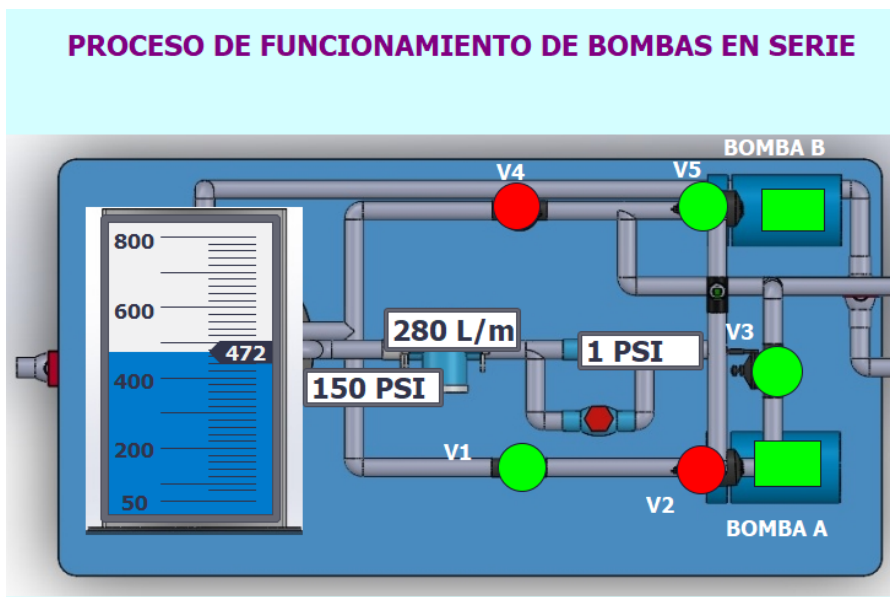 PROCESO DE FUNCIONAMIENTO DE BOMBAS EN SERIE
BOMBA B
V4
V5
800
600
472
400
200
50
280 L/m
1 PSI
150 PSI
V3
V1
V2
BOMBA A